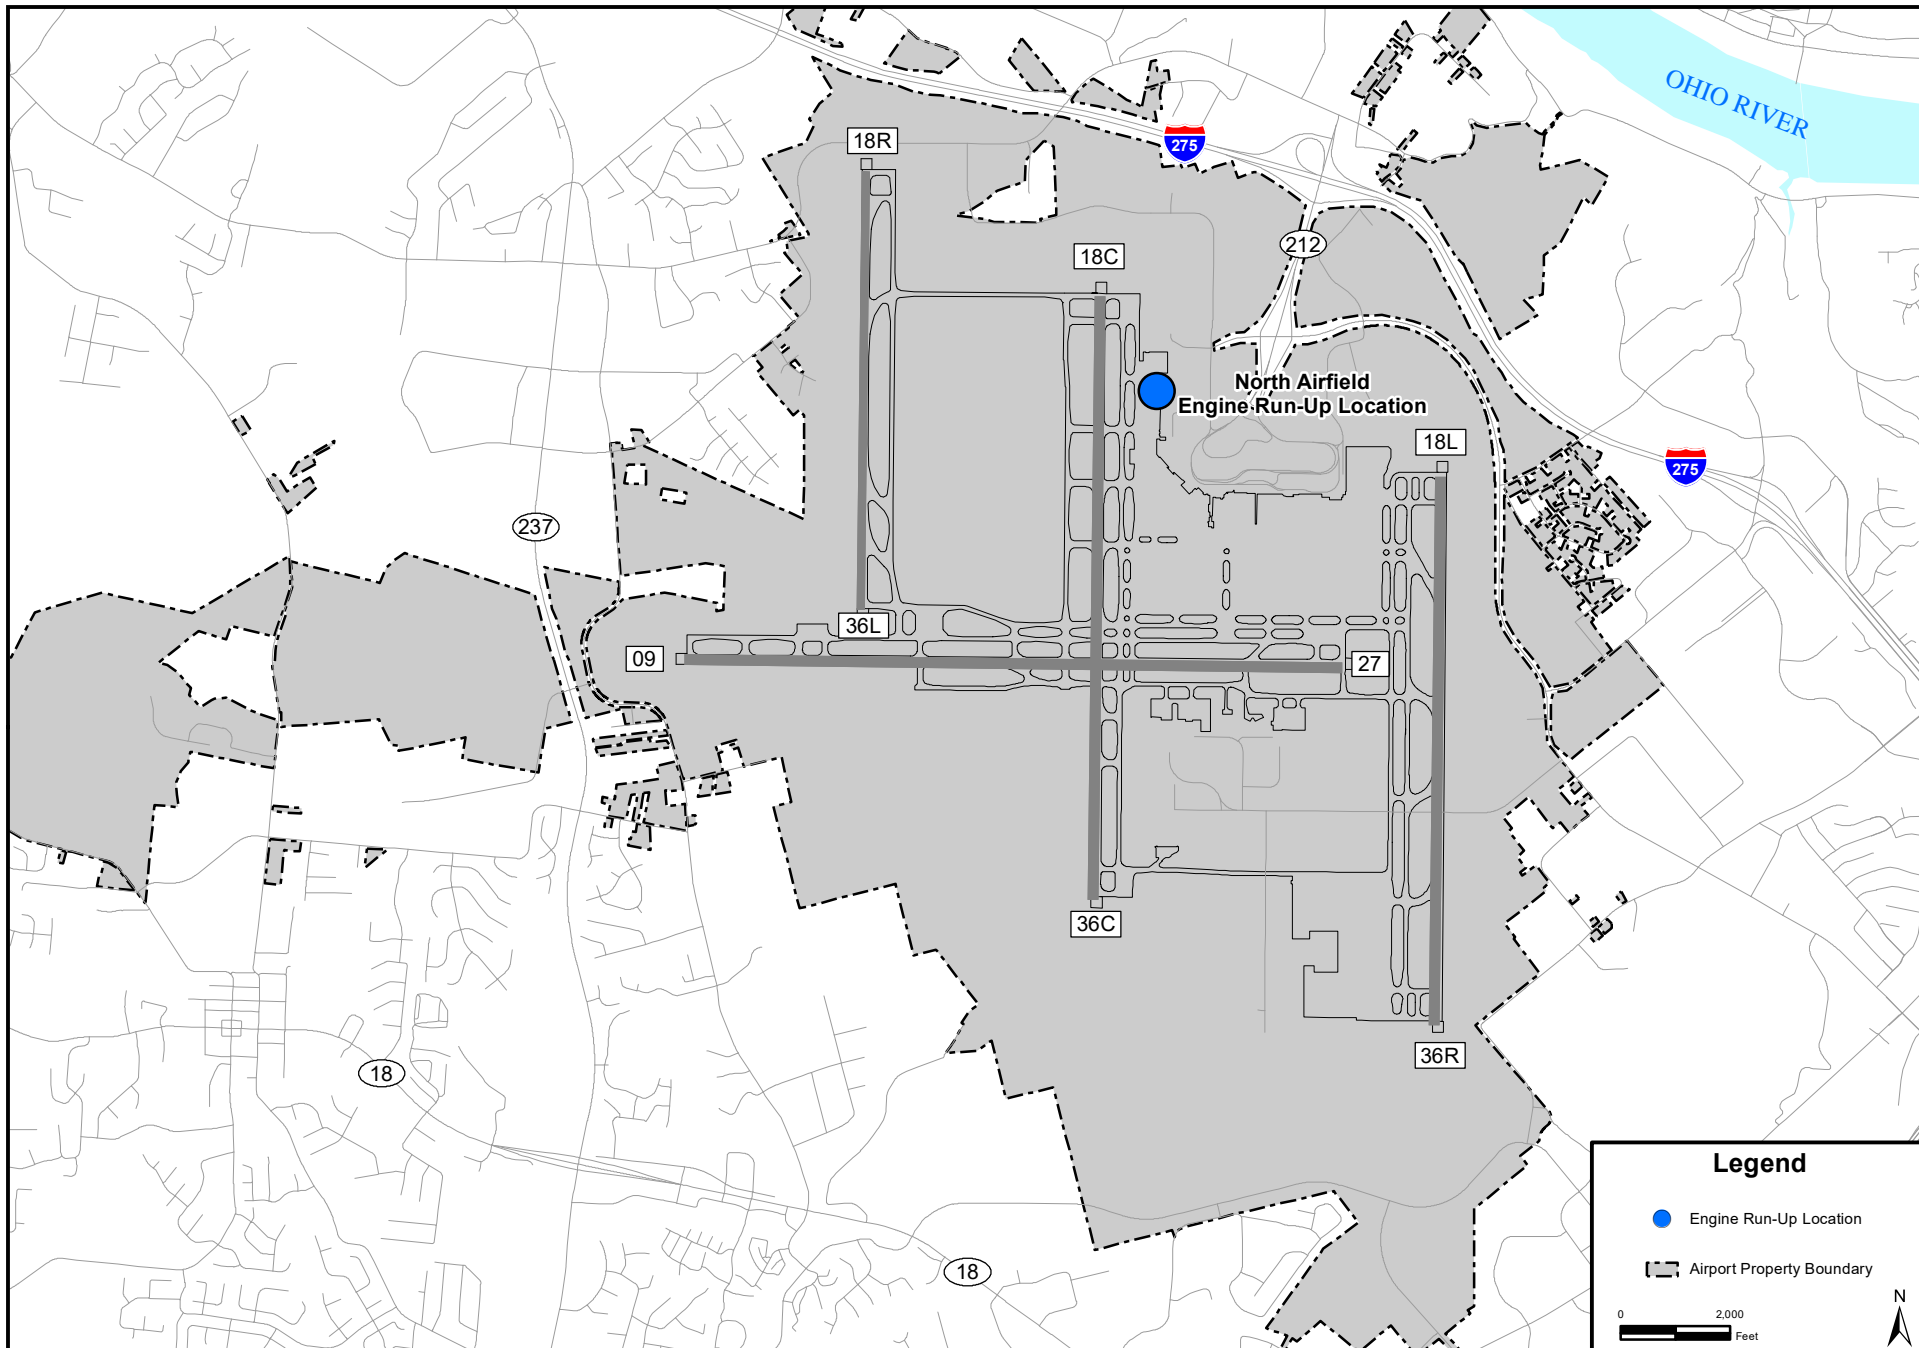 OHIO RIVER
275
18R
212
18C
North Airfield
Engine Run-Up Location
18L
275
237
36L
09
27
36C
36R
18
18
Legend
Engine Run-Up Location
Airport Property Boundary
0 2,000
Feet
N